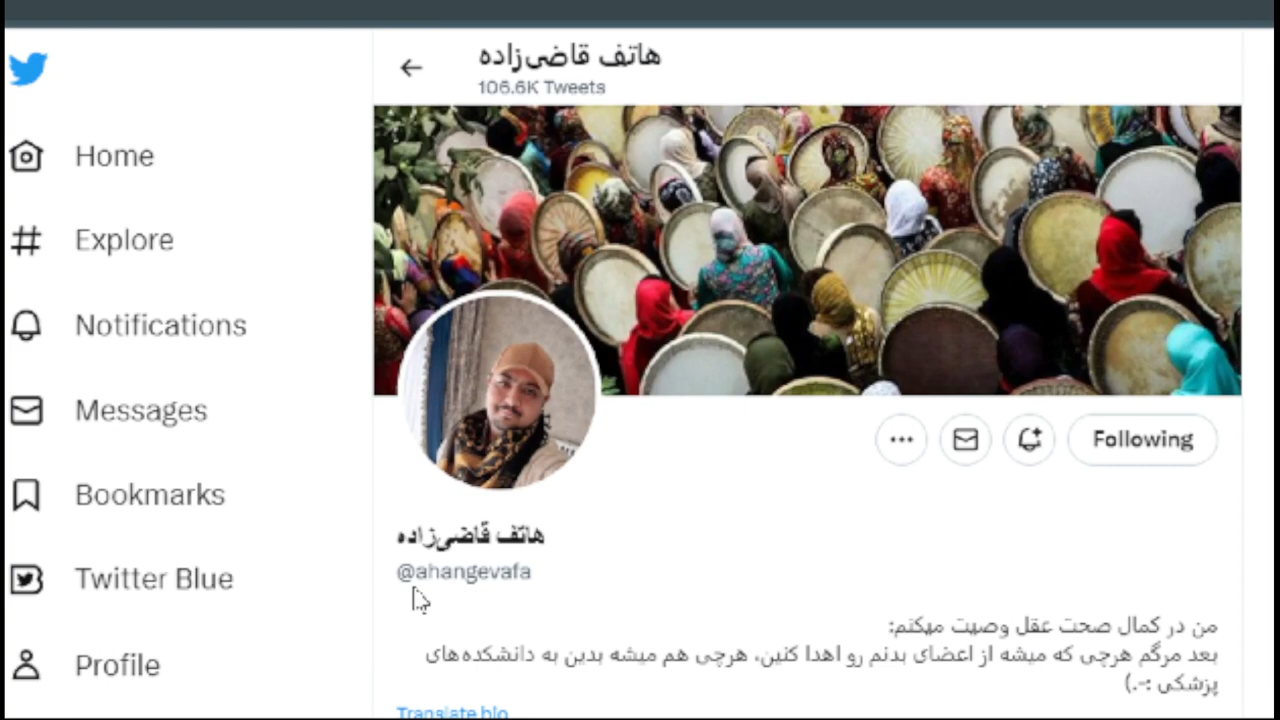 هاتف قاضی‌زاده
106.6K Tweets
Home
Explore
Notifications
Messages
Bookmarks
Twitter Blue
Profile
Following
هاتف قاضی‌زاده
@ahangevafa
من در کمال صحت عقل وصیت میکنم:
بعد مرگم هرچی که میشه از اعضای بدنم رو اهدا کنین، هرچی هم میشه بدین به دانشکده‌های
پزشکی :-.)
Translate bio